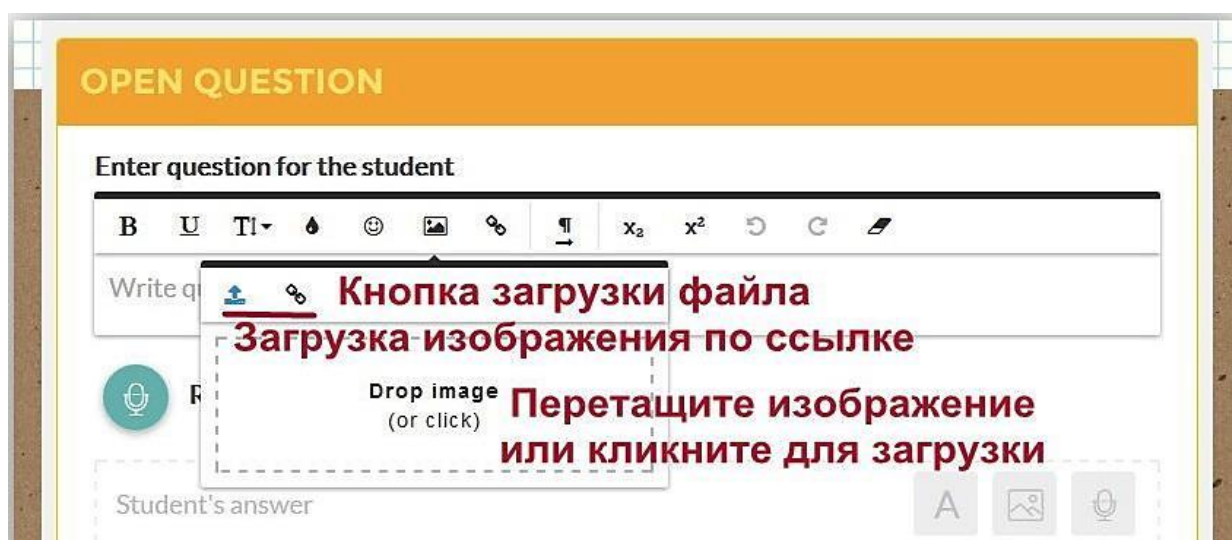 OPEN QUESTION
Enter question for the student
B U TI x₂ x²
Write q
Кнопка загрузки файла
Загрузка изображения по ссылке
R
Drop image
(or click)
Перетащите изображение
или кликните для загрузки
Student's answer A